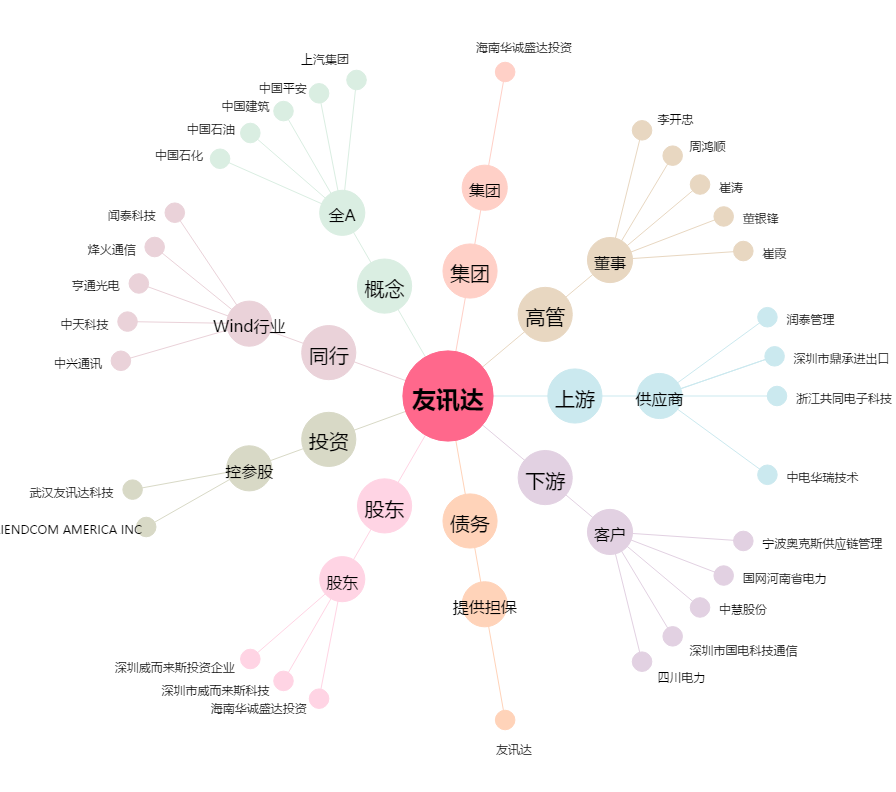 海南华诚盛达投资
上汽集团
中国平安
中国建筑
中国石油
中国石化
李开忠
周鸿顺
崔涛
董银锋
崔霞
集团
全A
董事
闻泰科技
烽火通信
亨通光电
中天科技
中兴通讯
集团
概念
高管
Wind行业
同行
润泰管理
深圳市鼎承进出口
浙江共同电子科技
中电华瑞技术
友讯达
上游
供应商
投资
控参股
武汉友讯达科技
IENDCOM AMERICA INC
下游
股东
债务
客户
宁波奥克斯供应链管理
国网河南省电力
中慧股份
深圳市国电科技通信
四川电力
股东
提供担保
深圳威而来斯投资企业
深圳市威而来斯科技
海南华诚盛达投资
友讯达